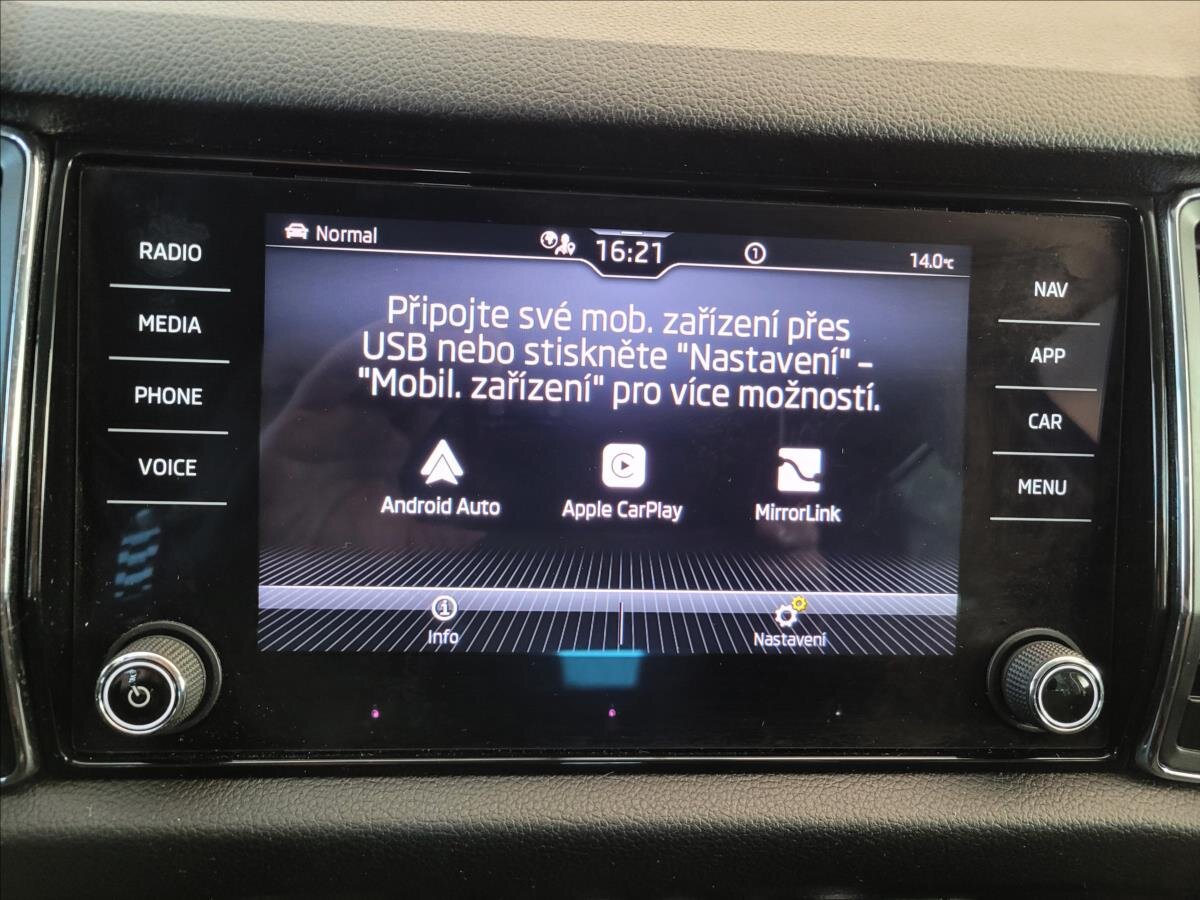 Normal
16:21
1
14.0°C
RADIO
MEDIA
PHONE
VOICE
Připojte své mob. zařízení přes
USB nebo stiskněte "Nastavení" –
"Mobil. zařízení" pro více možností.
Android Auto
Apple CarPlay
MirrorLink
Info
Nastavení
NAV
APP
CAR
MENU